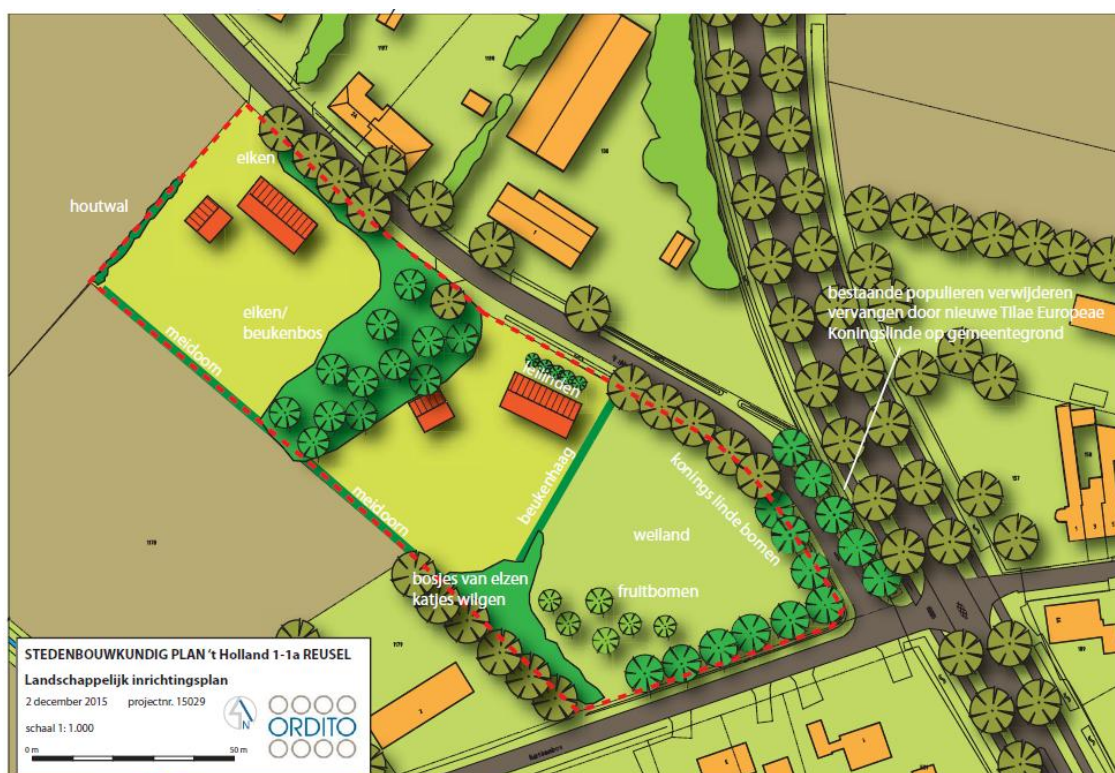 eiken
houtwal
eiken/
beukenbos
meidoorn
meidoorn
leilinden
beukenhaag
konings linde bomen
weiland
fruitbomen
bosjes van elzen
katjes wilgen
bestaande populieren verwijderen
vervangen door nieuwe Tilae Europeae
Koningslinde op gemeentegrond
STEDENBOUWKUNDIG PLAN ‘t Holland 1-1a REUSEL
Landschappelijk inrichtingsplan
2 december 2015 projectnr. 15029
schaal 1: 1.000
0 m 50 m
N
ORDITO